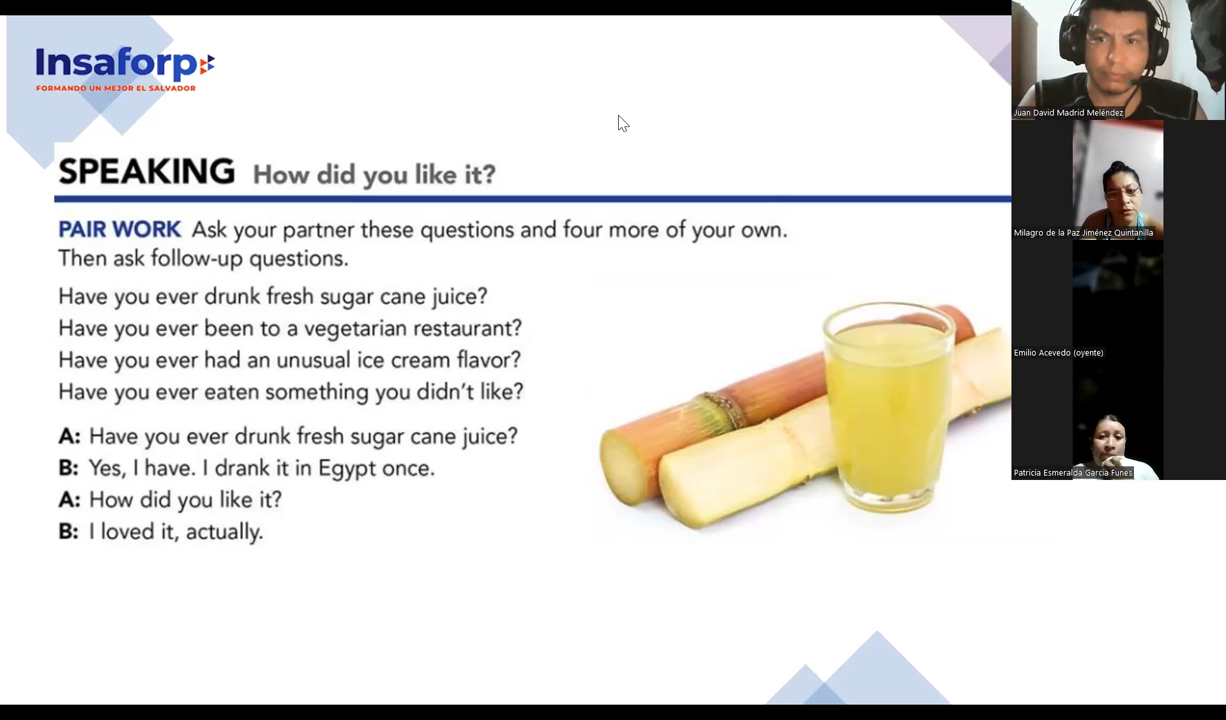 Insaforp
FORMANDO UN MEJOR EL SALVADOR
SPEAKING How did you like it?
PAIR WORK Ask your partner these questions and four more of your own.
Then ask follow-up questions.
Have you ever drunk fresh sugar cane juice?
Have you ever been to a vegetarian restaurant?
Have you ever had an unusual ice cream flavor?
Have you ever eaten something you didn't like?
A: Have you ever drunk fresh sugar cane juice?
B: Yes, I have. I drank it in Egypt once.
A: How did you like it?
B: I loved it, actually.
Juan David Madrid Meléndez
Milagro de la Paz Jiménez Quintanilla
Emilio Acevedo (oyente)
Patricia Esmeralda García Funes